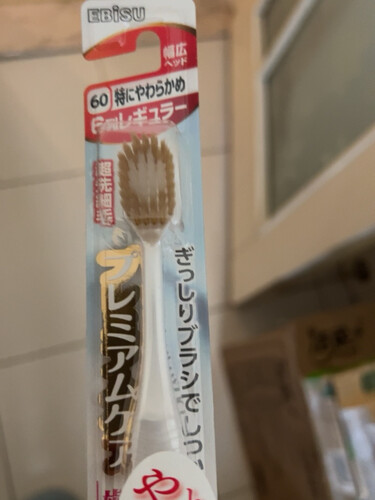 EBiSU
幅広
ヘッド
60 特にやわらかめ
6列レギュラー
超先細毛
プレミアムケア
ぎっしりブラシでしっ
や